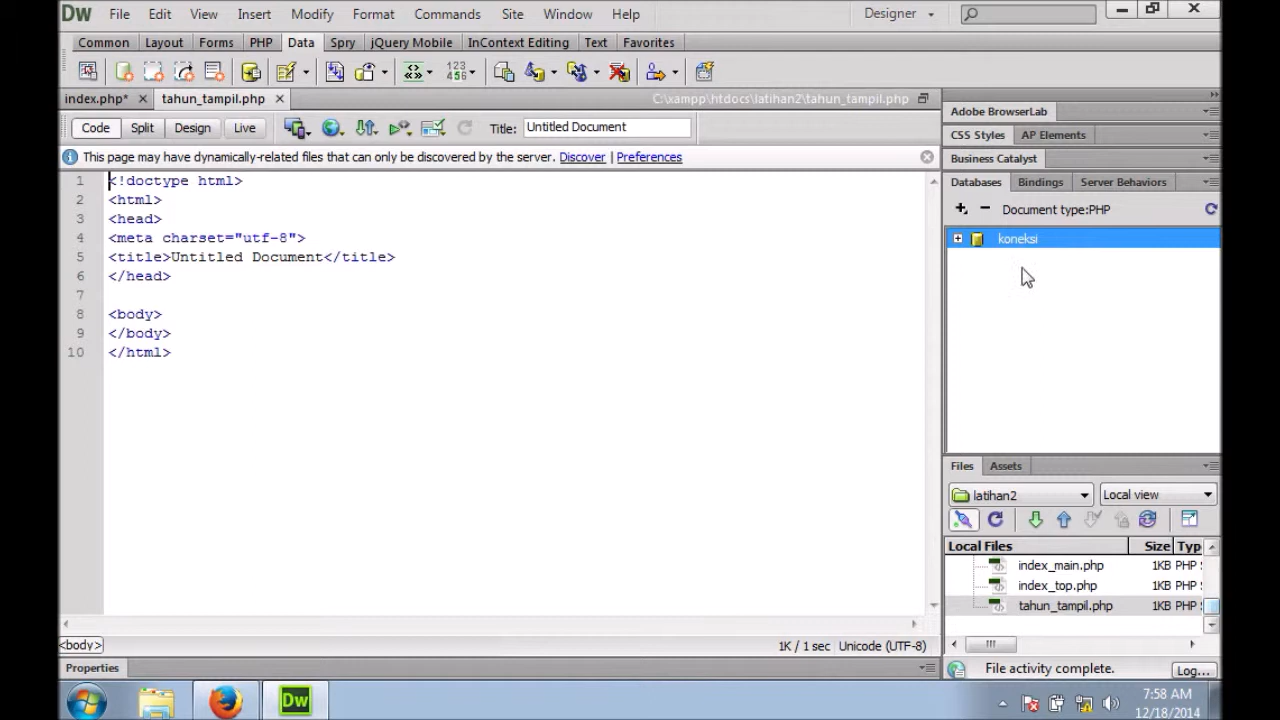 Dw File Edit View Insert Modify Format Commands Site Window Help Designer
Common Layout Forms PHP Data Spry jQuery Mobile InContext Editing Text Favorites
index.php* tahun_tampil.php C:\xampp\htdocs\latihan2\tahun_tampil.php
Code Split Design Live Title: Untitled Document
This page may have dynamically-related files that can only be discovered by the server. Discover | Preferences
1 <!doctype html>
2 <html>
3 <head>
4 <meta charset="utf-8">
5 <title>Untitled Document</title>
6 </head>
7
8 <body>
9 </body>
10 </html>
<body> 1K / 1 sec Unicode (UTF-8)
Properties
Adobe BrowserLab
CSS Styles AP Elements
Business Catalyst
Databases Bindings Server Behaviors
Document type:PHP
koneksi
Files Assets
latihan2 Local view
Local Files Size Typ
index_main.php 1KB PHP
index_top.php 1KB PHP
tahun_tampil.php 1KB PHP
File activity complete. Log...
Dw
7:58 AM
12/18/2014